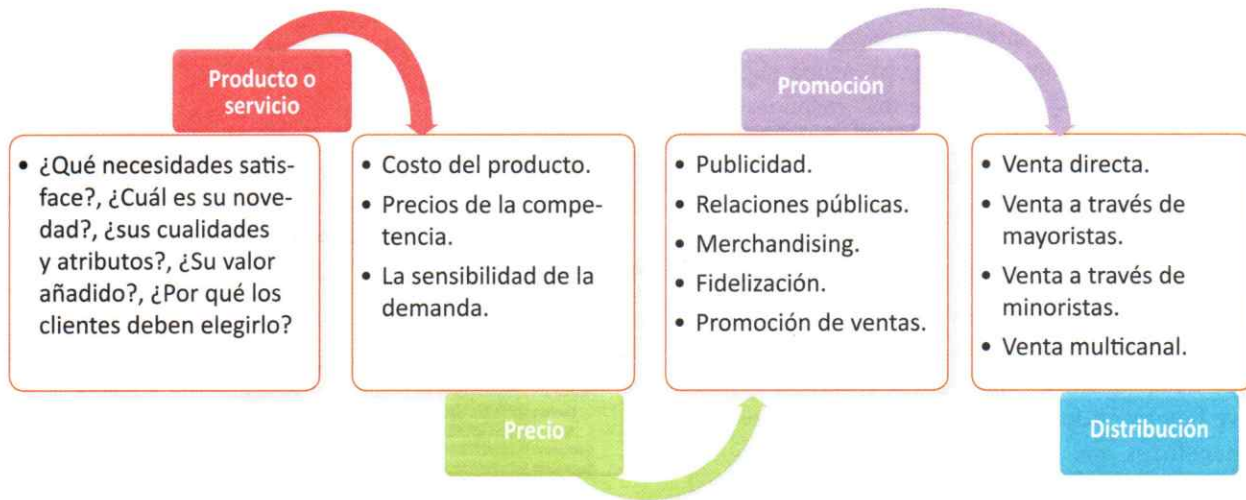 Producto o
servicio
• ¿Qué necesidades satis-
face?, ¿Cuál es su nove-
dad?, ¿sus cualidades
y atributos?, ¿Su valor
añadido?, ¿Por qué los
clientes deben elegirlo?
• Costo del producto.
• Precios de la compe-
tencia.
• La sensibilidad de la
demanda.
Precio
Promoción
• Publicidad.
• Relaciones públicas.
• Merchandising.
• Fidelización.
• Promoción de ventas.
• Venta directa.
• Venta a través de
mayoristas.
• Venta a través de
minoristas.
• Venta multicanal.
Distribución